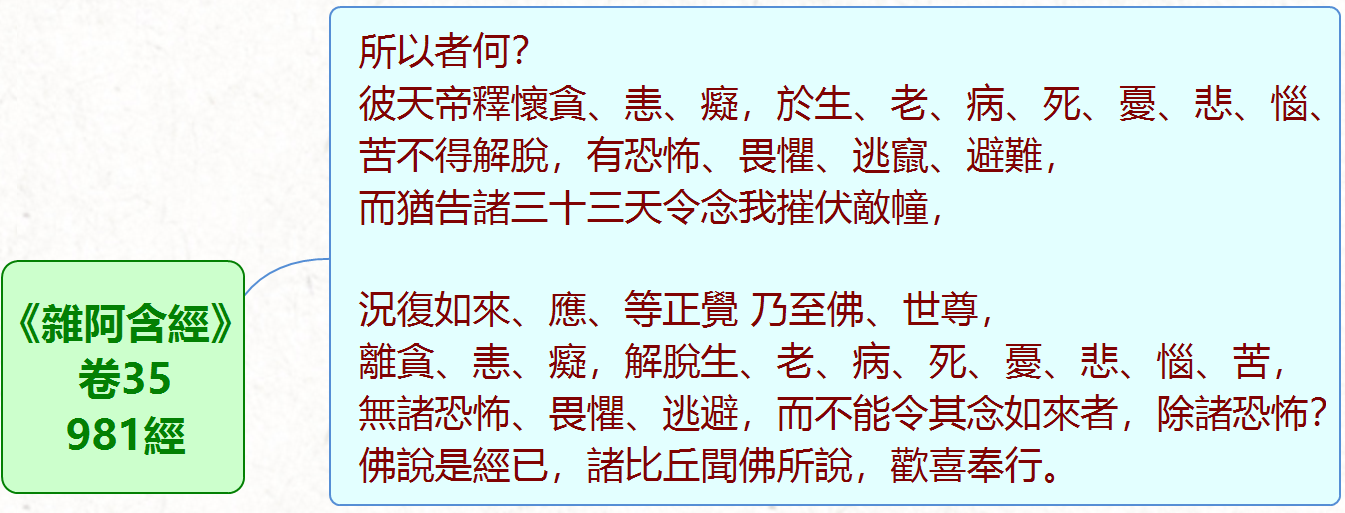 《雜阿含經》
卷35
981經
所以者何？
彼天帝釋懷貪、恚、癡，於生、老、病、死、憂、悲、惱、
苦不得解脫，有恐怖、畏懼、逃竄、避難，
而猶告諸三十三天令念我摧伏敵幢，
況復如來、應、等正覺 乃至佛、世尊，
離貪、恚、癡，解脫生、老、病、死、憂、悲、惱、苦，
無諸恐怖、畏懼、逃避，而不能令其念如來者，除諸恐怖？
佛說是經已，諸比丘聞佛所說，歡喜奉行。